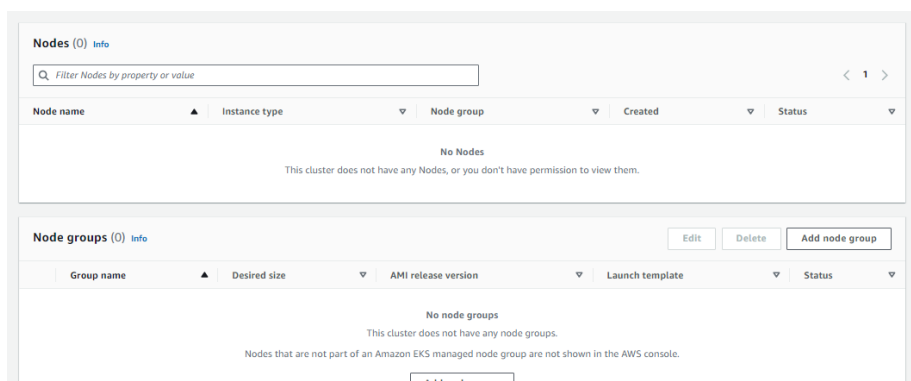 Nodes (0) Info
Filter Nodes by property or value
1
Node name Instance type Node group Created Status
No Nodes
This cluster does not have any Nodes, or you don't have permission to view them.
Node groups (0) Info Edit Delete Add node group
Group name Desired size AMI release version Launch template Status
No node groups
This cluster does not have any node groups.
Nodes that are not part of an Amazon EKS managed node group are not shown in the AWS console.